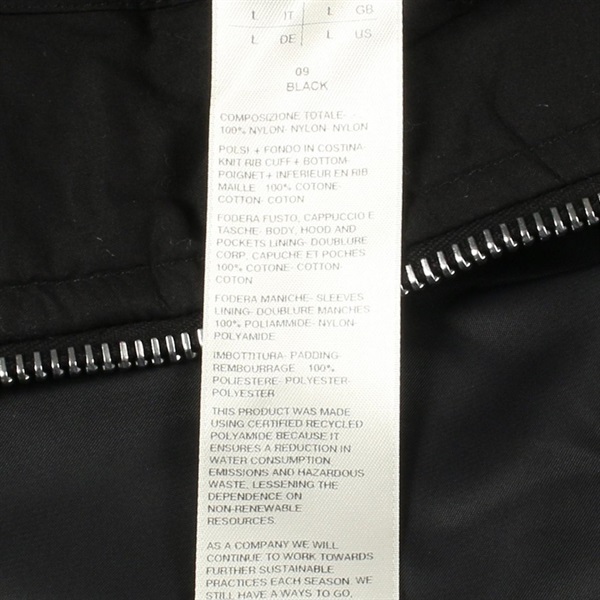 L IT L GB
L DE L US
09
BLACK
COMPOSIZIONE TOTALE-
100% NYLON- NYLON- NYLON
POLSI + FONDO IN COSTINA-
KNIT RIB CUFF + BOTTOM-
POIGNET + INFERIEUR EN RIB
MAILLE 100% COTONE-
COTTON- COTON
FODERA FUSTO, CAPPUCCIO E
TASCHE- BODY, HOOD AND
POCKETS LINING- DOUBLURE
CORP, CAPUCHE ET POCHES
100% COTONE- COTTON-
COTON
FODERA MANICHE- SLEEVES
LINING- DOUBLURE MANCHES
100% POLIAMMIDE- NYLON-
POLYAMIDE
IMBOTTITURA- PADDING-
REMBOURRAGE 100%
POLIESTERE- POLYESTER-
POLYESTER
THIS PRODUCT WAS MADE
USING CERTIFIED RECYCLED
POLYAMIDE BECAUSE IT
ENSURES A REDUCTION IN
WATER CONSUMPTION
EMISSIONS AND HAZARDOUS
WASTE, LESSENING THE
DEPENDENCE ON
NON-RENEWABLE
RESOURCES.
AS A COMPANY WE WILL
CONTINUE TO WORK TOWARDS
FURTHER SUSTAINABLE
PRACTICES EACH SEASON. WE
STILL HAVE A WAYS TO GO,